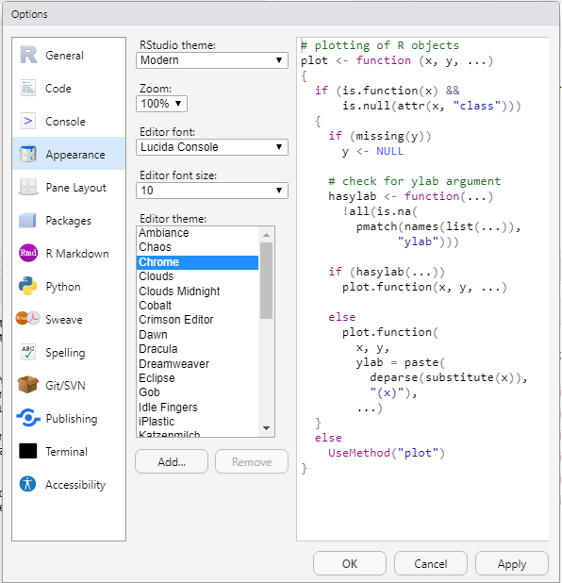 Options
R General
Code
> Console
Appearance
Pane Layout
Packages
Rmd R Markdown
Python
Sweave
ABC Spelling
Git/SVN
Publishing
Terminal
Accessibility
RStudio theme:
Modern
Zoom:
100%
Editor font:
Lucida Console
Editor font size:
10
Editor theme:
Ambiance
Chaos
Chrome
Clouds
Clouds Midnight
Cobalt
Crimson Editor
Dawn
Dracula
Dreamweaver
Eclipse
Gob
Idle Fingers
iPlastic
Katzenmilch
Add...
Remove
# plotting of R objects
plot <- function (x, y, ...)
{
  if (is.function(x) &&
      is.null(attr(x, "class")))
  {
    if (missing(y))
      y <- NULL

    # check for ylab argument
    hasylab <- function(...)
      !all(is.na(
        pmatch(names(list(...)),
              "ylab")))

    if (hasylab(...))
      plot.function(x, y, ...)

    else
      plot.function(
        x, y,
        ylab = paste(
          deparse(substitute(x)),
          "(x)"),
        ...)
  }
  else
    UseMethod("plot")
}
OK
Cancel
Apply